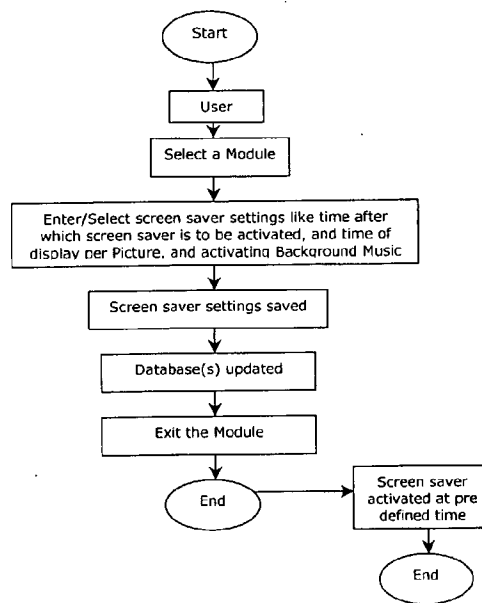 Start
User
Select a Module
Enter/Select screen saver settings like time after
which screen saver is to be activated, and time of
display per Picture, and activating Background Music
Screen saver settings saved
Database(s) updated
Exit the Module
End
Screen saver
activated at pre
defined time
End